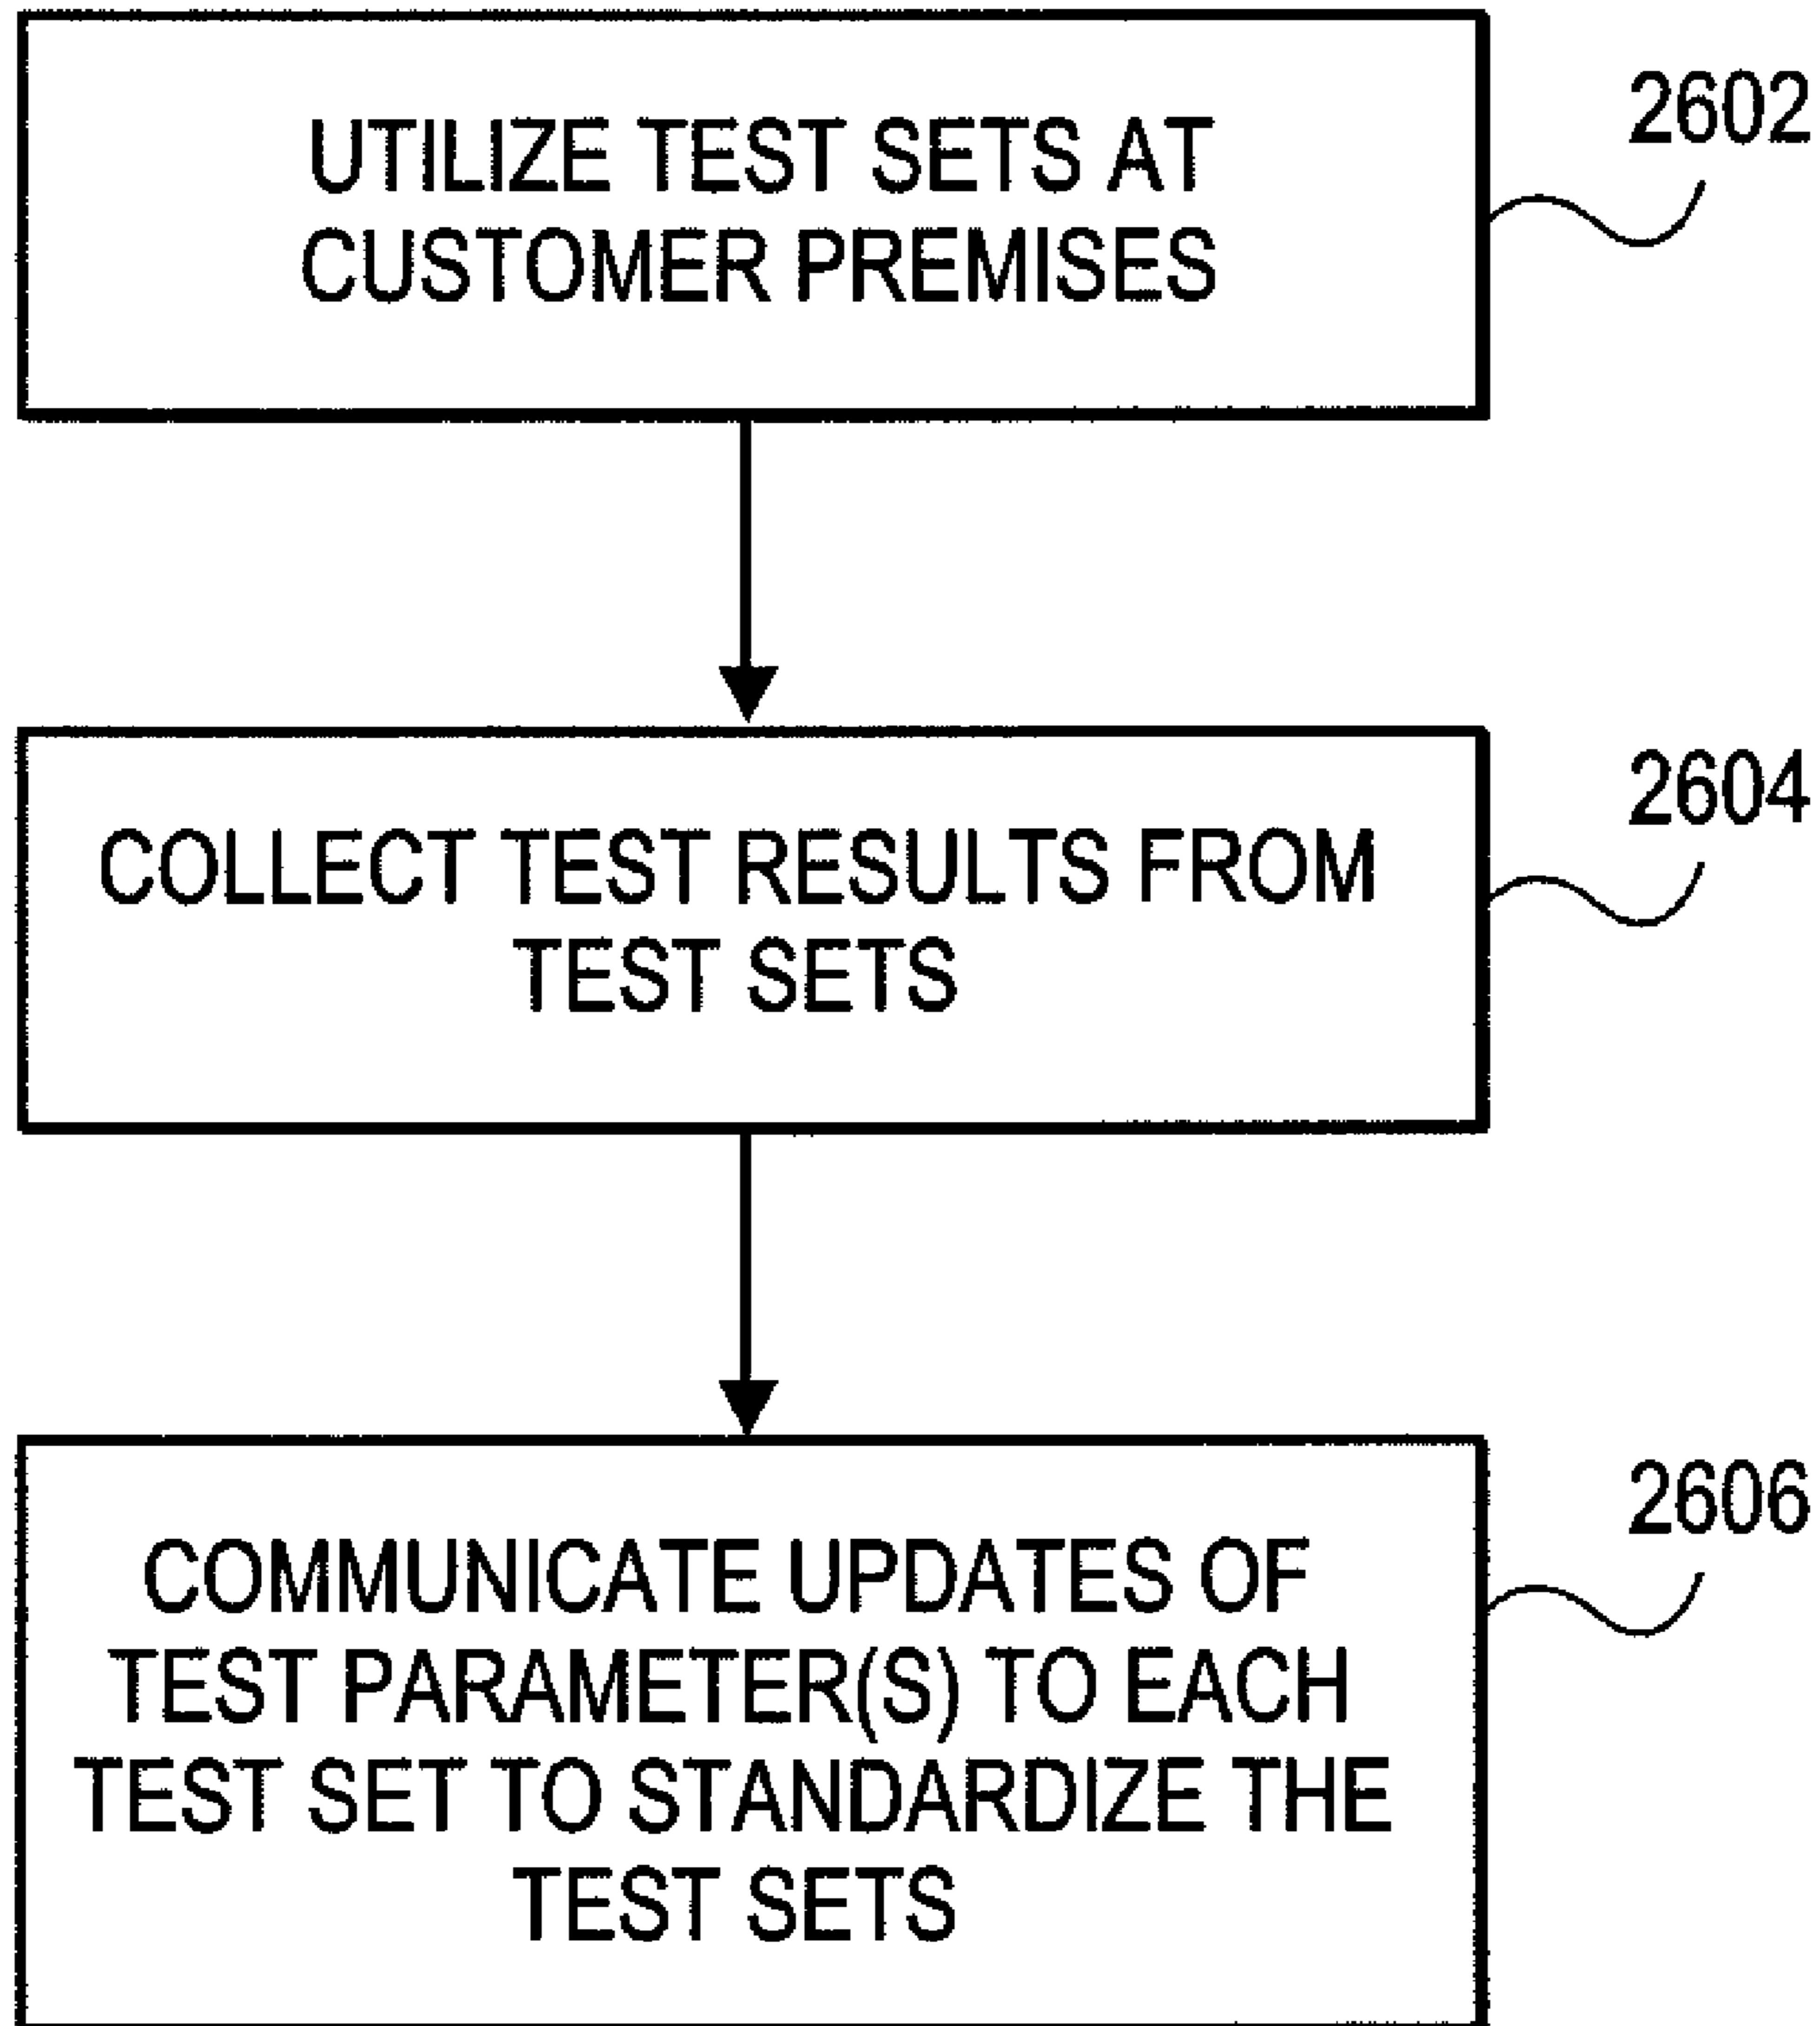 UTILIZE TEST SETS AT
CUSTOMER PREMISES
2602
COLLECT TEST RESULTS FROM
TEST SETS
2604
COMMUNICATE UPDATES OF
TEST PARAMETER(S) TO EACH
TEST SET TO STANDARDIZE THE
TEST SETS
2606